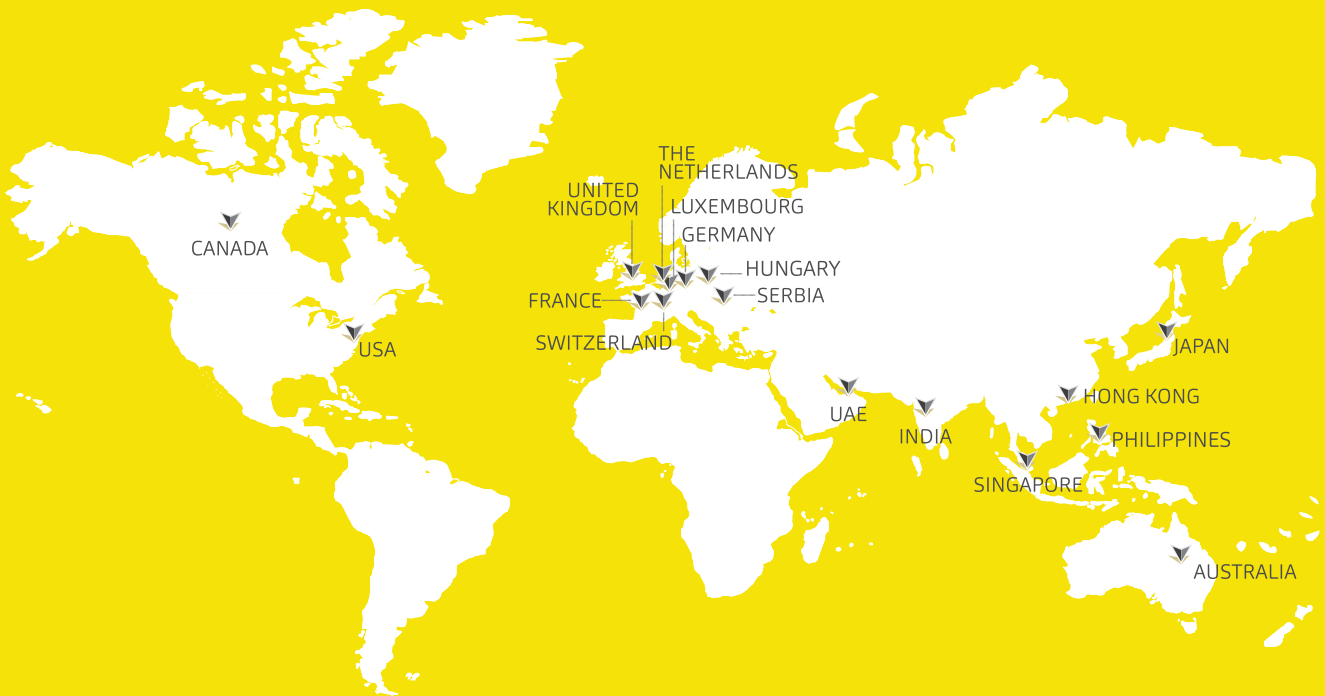 THE
NETHERLANDS
UNITED
KINGDOM
LUXEMBOURG
GERMANY
CANADA
HUNGARY
SERBIA
FRANCE
SWITZERLAND
USA
JAPAN
HONG KONG
UAE
INDIA
PHILIPPINES
SINGAPORE
AUSTRALIA